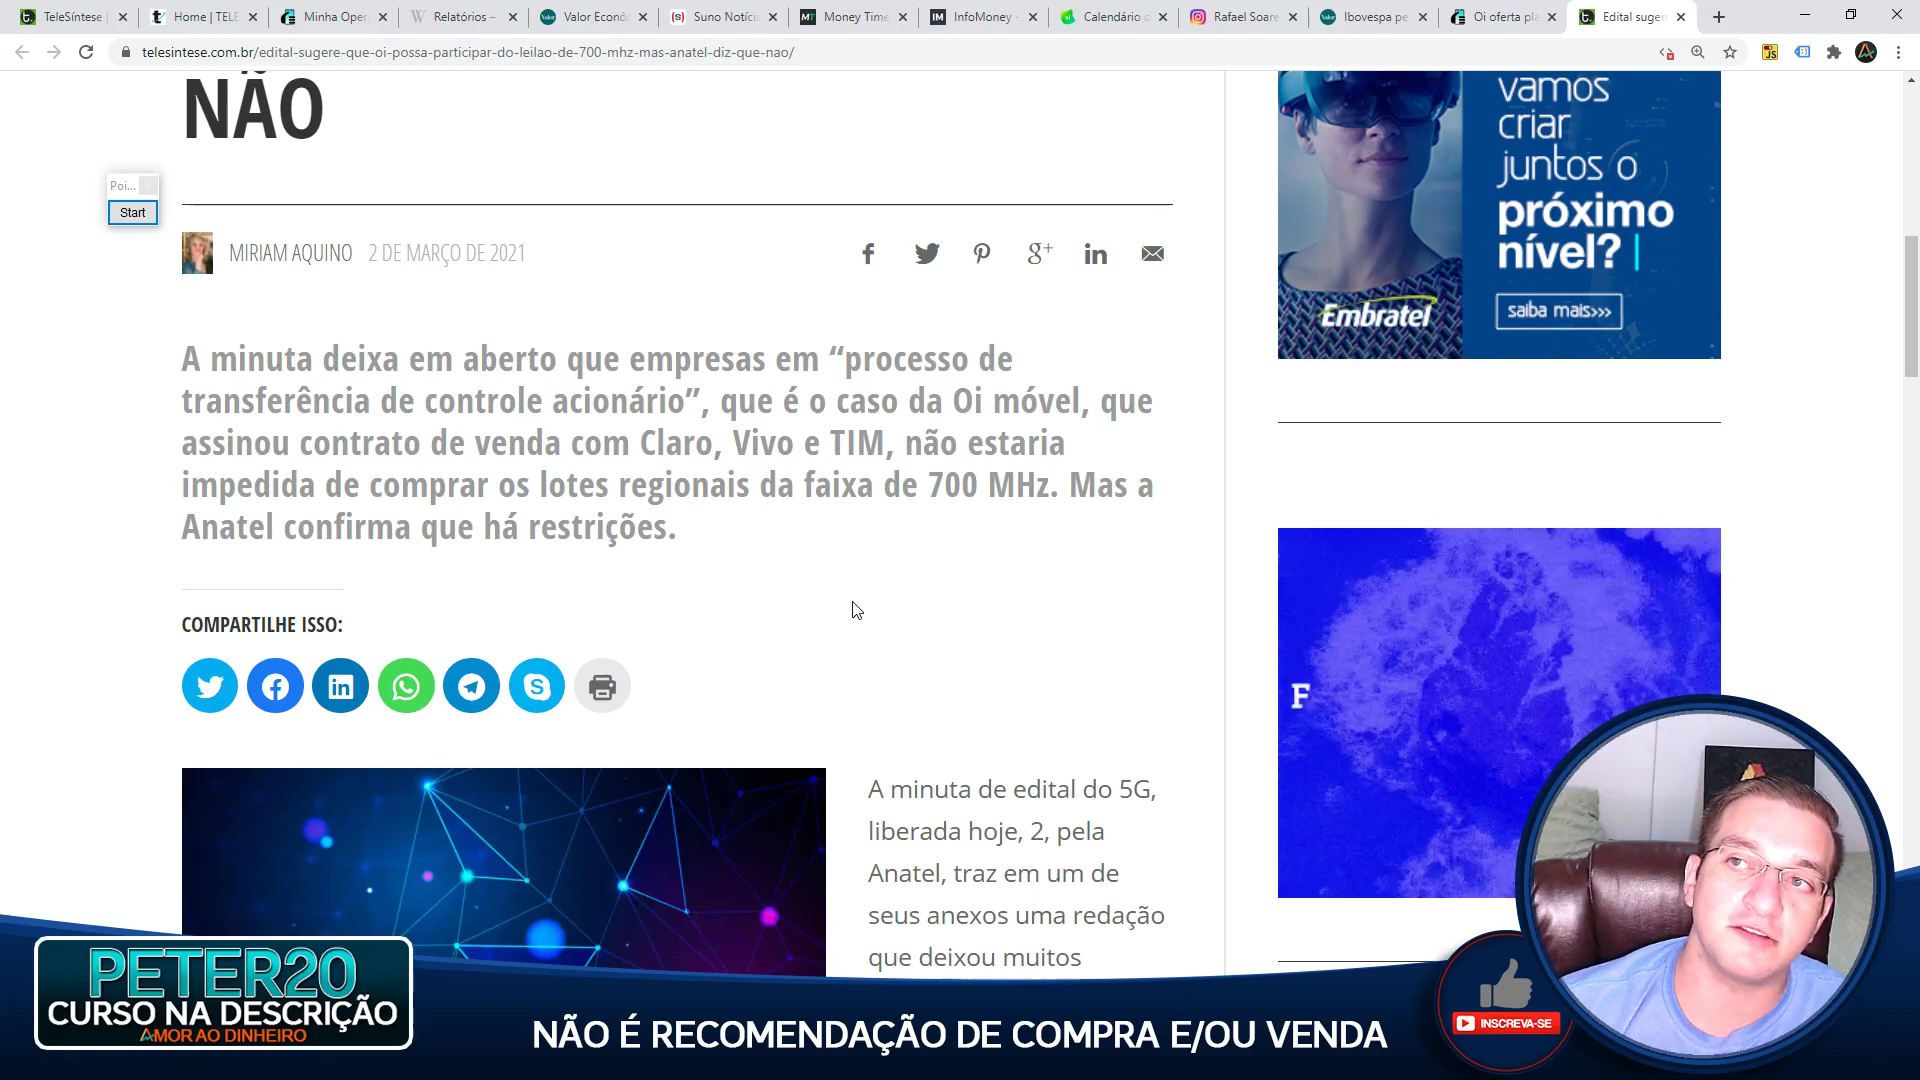 TeleSíntese |
Home | TELE
Minha Oper
Relatórios –
Valor Econô
Suno Notíci
Money Time
InfoMoney -
Calendário
Rafael Soare
Ibovespa pe
Oi oferta pl
Edital suger
telesintese.com.br/edital-sugere-que-oi-possa-participar-do-leilao-de-700-mhz-mas-anatel-diz-que-nao/
NÃO
Poi...
Start
MIRIAM AQUINO 2 DE MARÇO DE 2021
A minuta deixa em aberto que empresas em “processo de
transferência de controle acionário”, que é o caso da Oi móvel, que
assinou contrato de venda com Claro, Vivo e TIM, não estaria
impedida de comprar os lotes regionais da faixa de 700 MHz. Mas a
Anatel confirma que há restrições.
COMPARTILHE ISSO:
A minuta de edital do 5G,
liberada hoje, 2, pela
Anatel, traz em um de
seus anexos uma redação
que deixou muitos
vamos
criar
juntos o
próximo
nível? |
Embratel
saiba mais>>>
F
PETER20
CURSO NA DESCRIÇÃO
AMOR AO DINHEIRO
NÃO É RECOMENDAÇÃO DE COMPRA E/OU VENDA
INSCREVA-SE